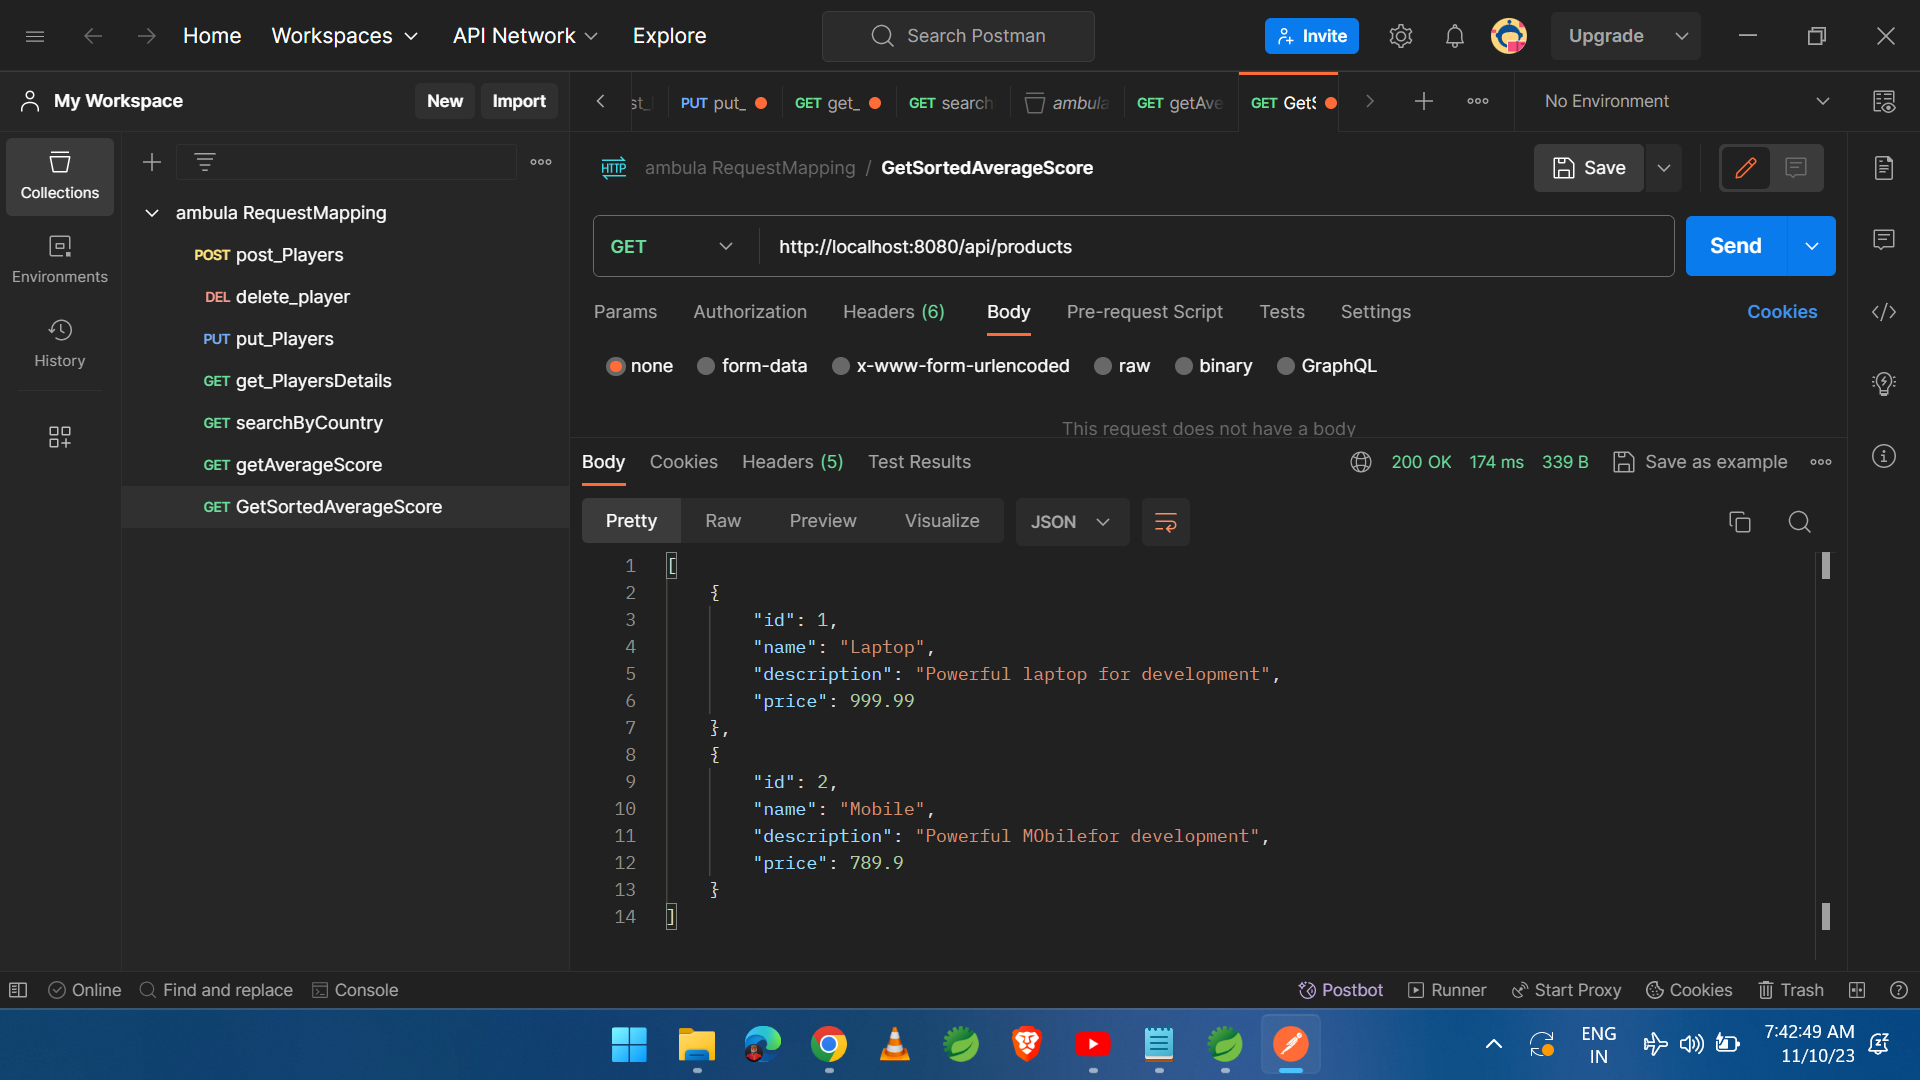 Home Workspaces API Network Explore Search Postman Invite Upgrade
My Workspace New Import PUT put_ GET get_ GET search ambula GET getAve GET GetS No Environment
Collections
ambula RequestMapping / GetSortedAverageScore Save
ambula RequestMapping
POST post_Players
GET http://localhost:8080/api/products Send
Environments
DEL delete_player
Params Authorization Headers (6) Body Pre-request Script Tests Settings Cookies
PUT put_Players
History
none form-data x-www-form-urlencoded raw binary GraphQL
GET get_PlayersDetails
GET searchByCountry
This request does not have a body
GET getAverageScore
Body Cookies Headers (5) Test Results 200 OK 174 ms 339 B Save as example
GET GetSortedAverageScore
Pretty Raw Preview Visualize JSON
1 [
2 {
3 "id": 1,
4 "name": "Laptop",
5 "description": "Powerful laptop for development",
6 "price": 999.99
7 },
8 {
9 "id": 2,
10 "name": "Mobile",
11 "description": "Powerful MObilefor development",
12 "price": 789.9
13 }
14 ]
Online Find and replace Console Postbot Runner Start Proxy Cookies Trash
ENG
IN
7:42:49 AM
11/10/23